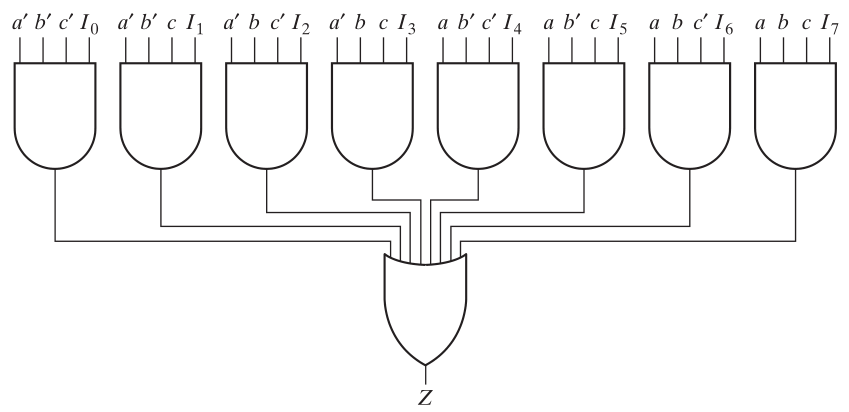 a′ b′ c′ I₀ a′ b′ c I₁ a′ b c′ I₂ a′ b c I₃ a b′ c′ I₄ a b′ c I₅ a b c′ I₆ a b c I₇
Z